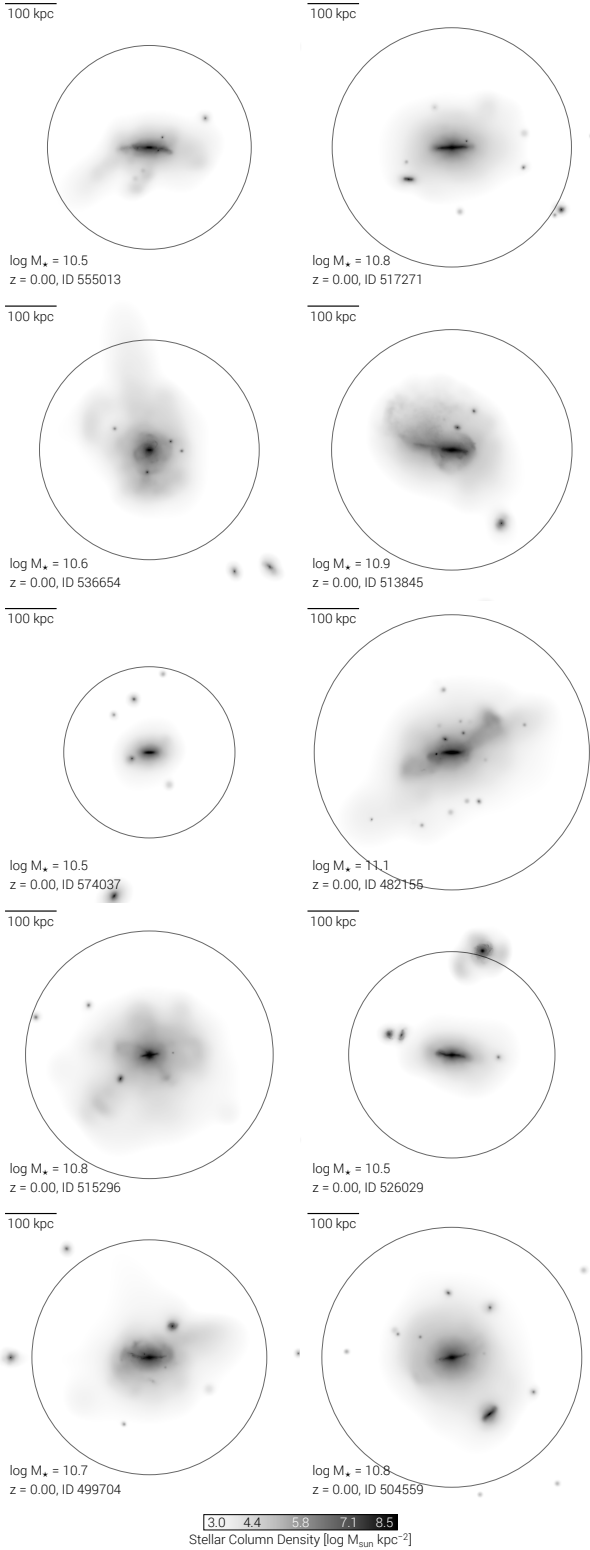 100 kpc
log M⋆ = 10.5
z = 0.00, ID 555013
100 kpc
log M⋆ = 10.8
z = 0.00, ID 517271
100 kpc
log M⋆ = 10.6
z = 0.00, ID 536654
100 kpc
log M⋆ = 10.9
z = 0.00, ID 513845
100 kpc
log M⋆ = 10.5
z = 0.00, ID 574037
100 kpc
log M⋆ = 11.1
z = 0.00, ID 482155
100 kpc
log M⋆ = 10.8
z = 0.00, ID 515296
100 kpc
log M⋆ = 10.5
z = 0.00, ID 526029
100 kpc
log M⋆ = 10.7
z = 0.00, ID 499704
100 kpc
log M⋆ = 10.8
z = 0.00, ID 504559
3.0 4.4 5.8 7.1 8.5
Stellar Column Density [log Msun kpc−2]